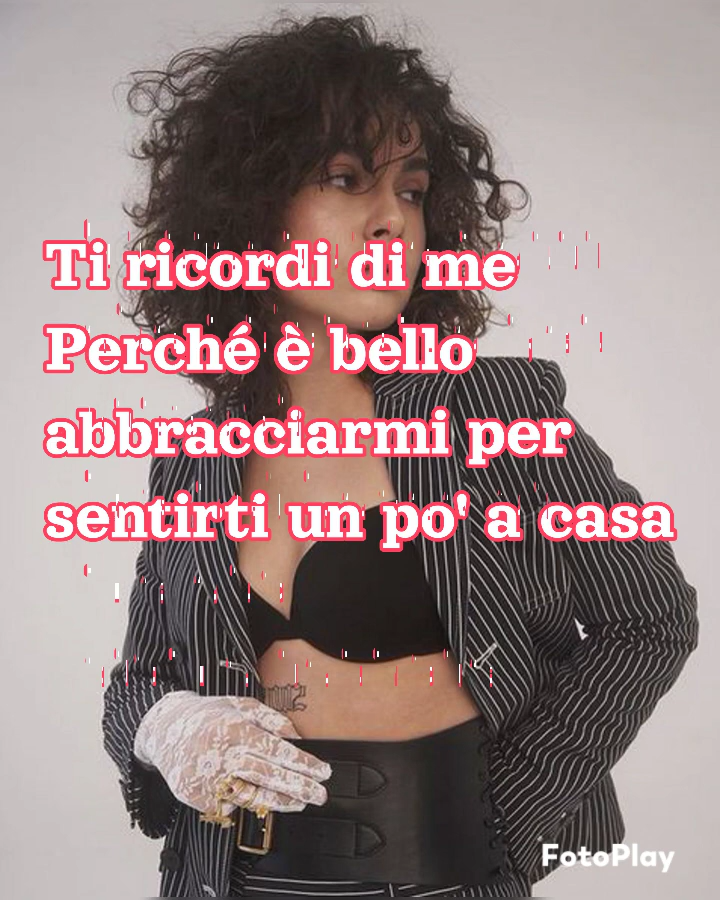 Ti ricordi di me
Perché è bello
abbracciarmi per
sentirti un po' a casa
FotoPlay